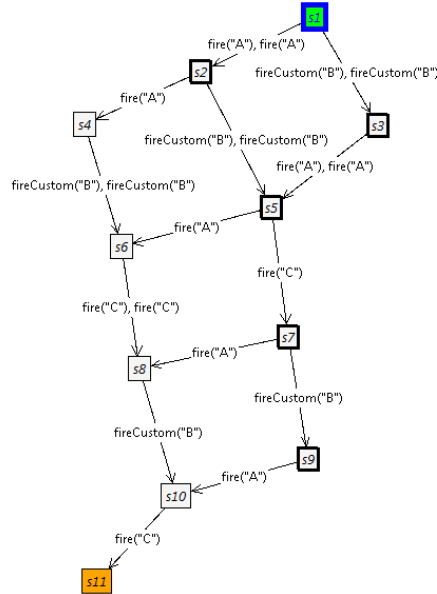 s1
fire("A"), fire("A")
s2
fireCustom("B"), fireCustom("B")
fire("A")
s4
s3
fireCustom("B"), fireCustom("B")
fire("A"), fire("A")
fireCustom("B"), fireCustom("B")
s5
fire("A")
s6
fire("C")
fire("C"), fire("C")
s7
fire("A")
s8
fireCustom("B")
fireCustom("B")
s9
fire("A")
s10
fire("C")
s11